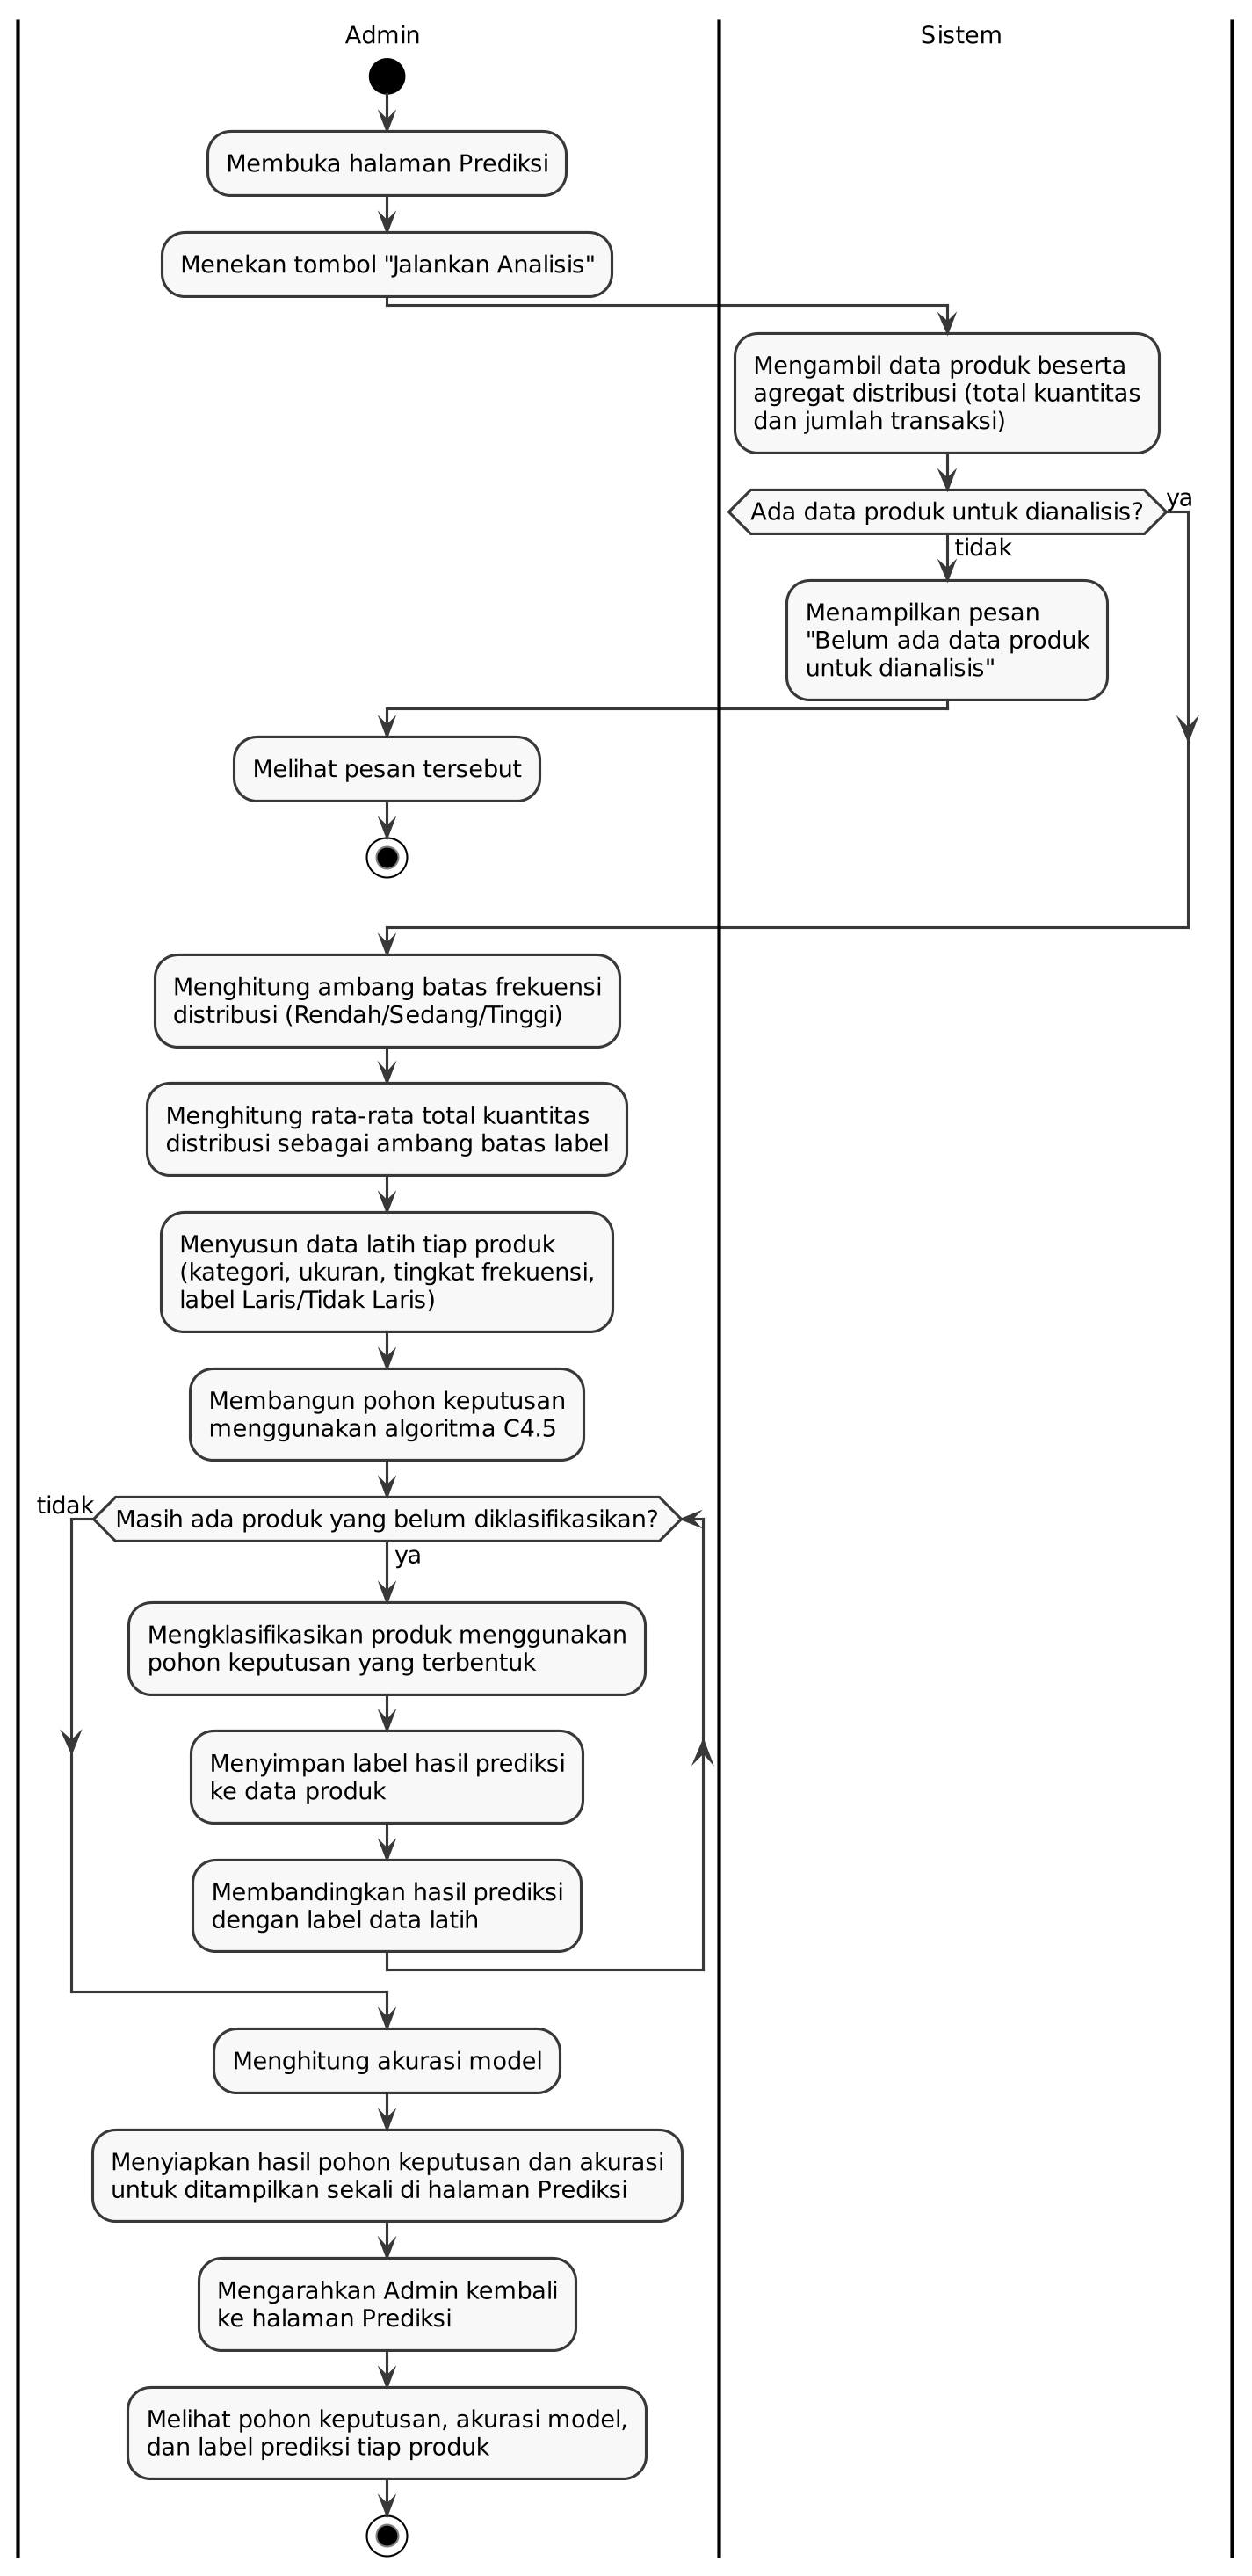 Admin
Sistem
Membuka halaman Prediksi
Menekan tombol "Jalankan Analisis"
Mengambil data produk beserta
agregat distribusi (total kuantitas
dan jumlah transaksi)
Ada data produk untuk dianalisis?
ya
tidak
Menampilkan pesan
"Belum ada data produk
untuk dianalisis"
Melihat pesan tersebut
Menghitung ambang batas frekuensi
distribusi (Rendah/Sedang/Tinggi)
Menghitung rata-rata total kuantitas
distribusi sebagai ambang batas label
Menyusun data latih tiap produk
(kategori, ukuran, tingkat frekuensi,
label Laris/Tidak Laris)
Membangun pohon keputusan
menggunakan algoritma C4.5
tidak
Masih ada produk yang belum diklasifikasikan?
ya
Mengklasifikasikan produk menggunakan
pohon keputusan yang terbentuk
Menyimpan label hasil prediksi
ke data produk
Membandingkan hasil prediksi
dengan label data latih
Menghitung akurasi model
Menyiapkan hasil pohon keputusan dan akurasi
untuk ditampilkan sekali di halaman Prediksi
Mengarahkan Admin kembali
ke halaman Prediksi
Melihat pohon keputusan, akurasi model,
dan label prediksi tiap produk